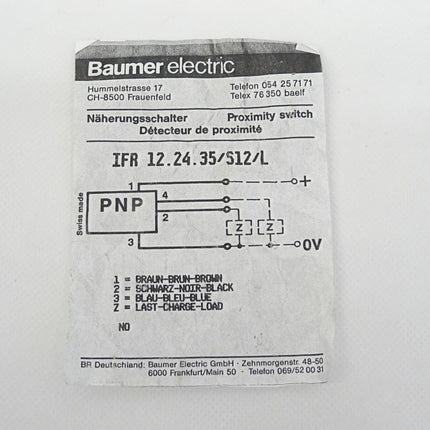 Baumer electric
Hummelstrasse 17 Telefon 054 25 71 71
CH-8500 Frauenfeld Telex 76 350 baelf
Näherungsschalter Proximity switch
Détecteur de proximité
IFR 12.24.35/S12/L
1 +
4
PNP
2
Z Z
Swiss made
3 0V
1 = BRAUN-BRUN-BROWN
2 = SCHWARZ-NOIR-BLACK
3 = BLAU-BLEU-BLUE
Z = LAST-CHARGE-LOAD
NO
BR Deutschland: Baumer Electric GmbH · Zehnmorgenstr. 48-50
6000 Frankfurt/Main 50 · Telefon 069/52 00 31